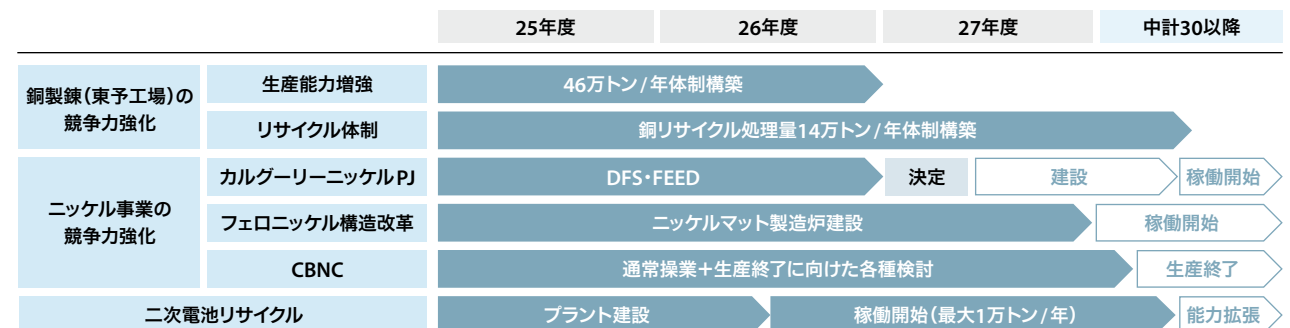 25年度 26年度 27年度 中計30以降
銅製錬(東予工場)の
競争力強化
生産能力増強 46万トン/年体制構築
リサイクル体制 銅リサイクル処理量14万トン/年体制構築
ニッケル事業の
競争力強化
カルグーリーニッケルPJ DFS・FEED 決定 建設 稼働開始
フェロニッケル構造改革 ニッケルマット製造炉建設 稼働開始
CBNC 通常操業+生産終了に向けた各種検討 生産終了
二次電池リサイクル プラント建設 稼働開始(最大1万トン/年) 能力拡張